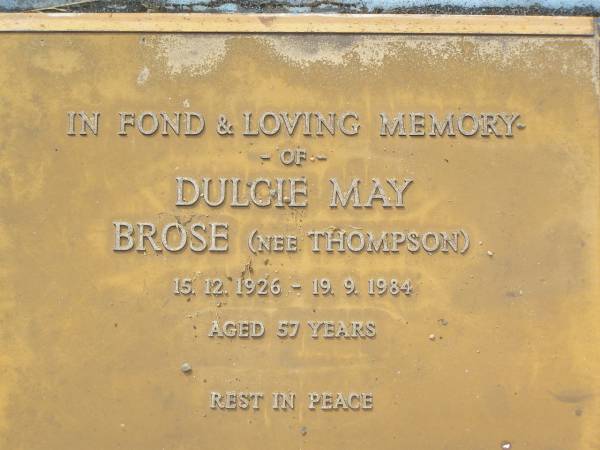 IN FOND & LOVING MEMORY
- OF -
DULCIE MAY
BROSE (NEE THOMPSON)
15. 12. 1926 - 19. 9. 1984
AGED 57 YEARS
REST IN PEACE